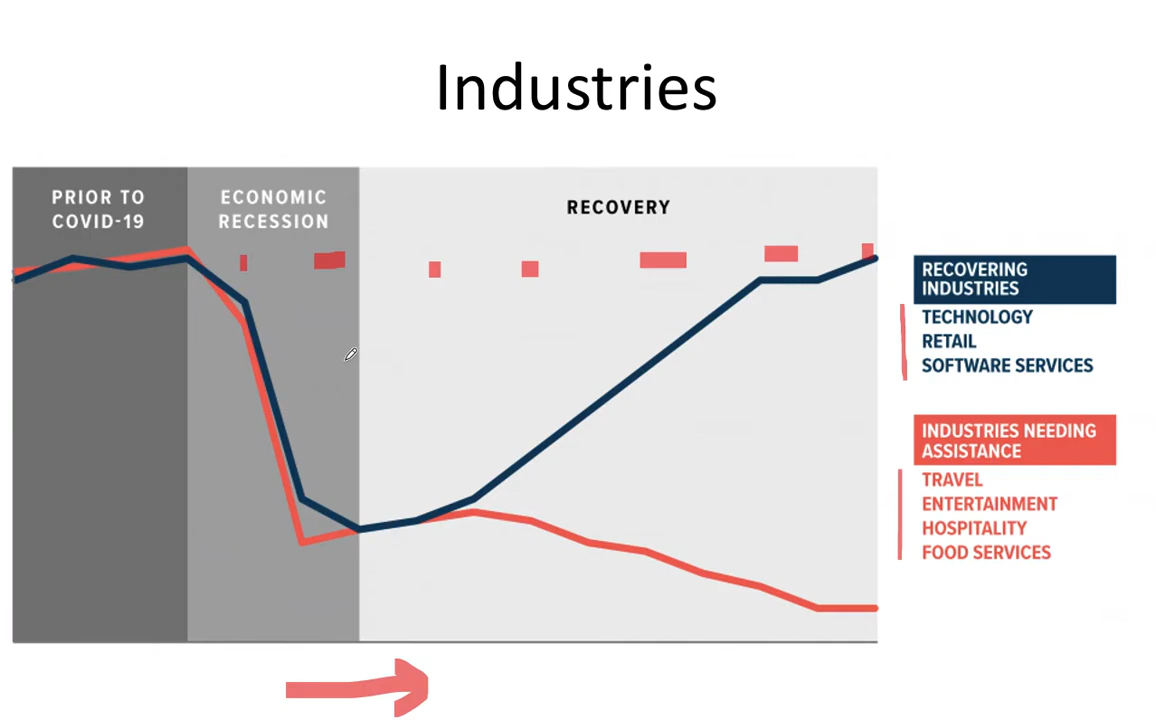 Industries
PRIOR TO
COVID-19
ECONOMIC
RECESSION
RECOVERY
RECOVERING
INDUSTRIES
TECHNOLOGY
RETAIL
SOFTWARE SERVICES
INDUSTRIES NEEDING
ASSISTANCE
TRAVEL
ENTERTAINMENT
HOSPITALITY
FOOD SERVICES